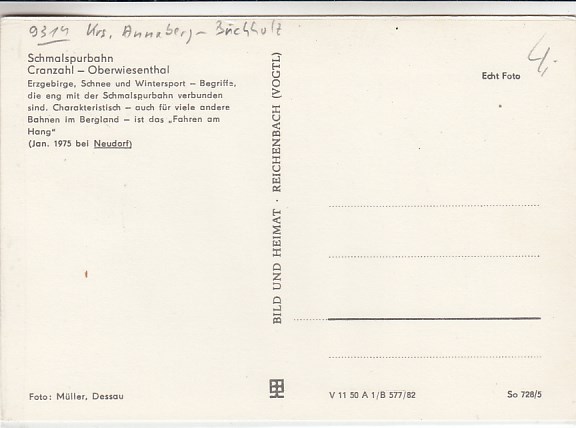 9314 Krs. Annaberg - Buchholz
Schmalspurbahn
Cranzahl – Oberwiesenthal
Erzgebirge, Schnee und Wintersport – Begriffe,
die eng mit der Schmalspurbahn verbunden
sind. Charakteristisch – auch für viele andere
Bahnen im Bergland – ist das „Fahren am
Hang"
(Jan. 1975 bei Neudorf)
Foto: Müller, Dessau
BILD UND HEIMAT · REICHENBACH (VOGTL)
4,-
Echt Foto
V 11 50 A 1/B 577/82
So 728/5